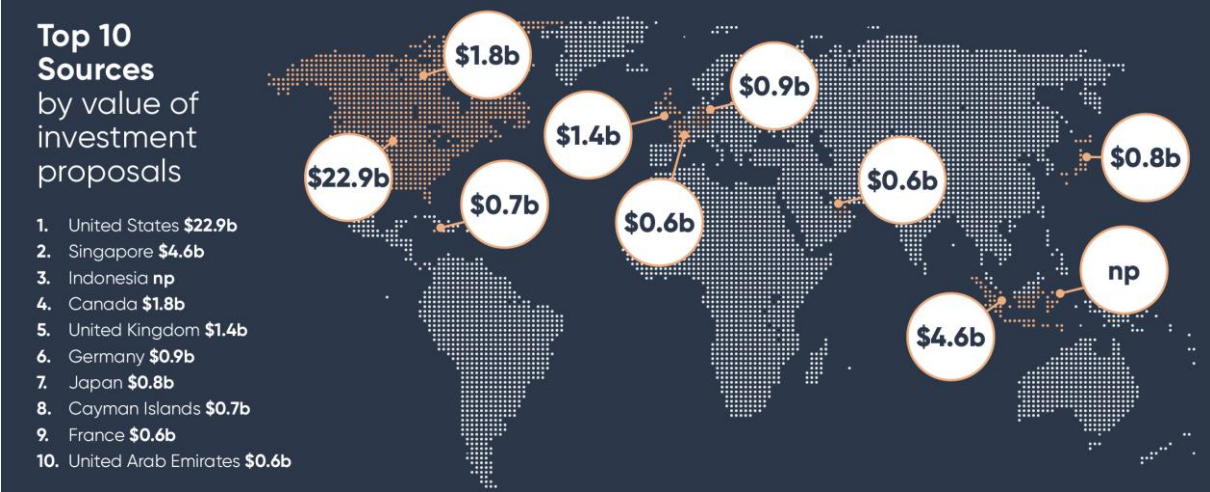 Top 10
Sources
by value of
investment
proposals
1. United States $22.9b
2. Singapore $4.6b
3. Indonesia np
4. Canada $1.8b
5. United Kingdom $1.4b
6. Germany $0.9b
7. Japan $0.8b
8. Cayman Islands $0.7b
9. France $0.6b
10. United Arab Emirates $0.6b
$1.8b
$0.9b
$1.4b
$22.9b
$0.7b
$0.6b
$0.6b
$0.8b
np
$4.6b